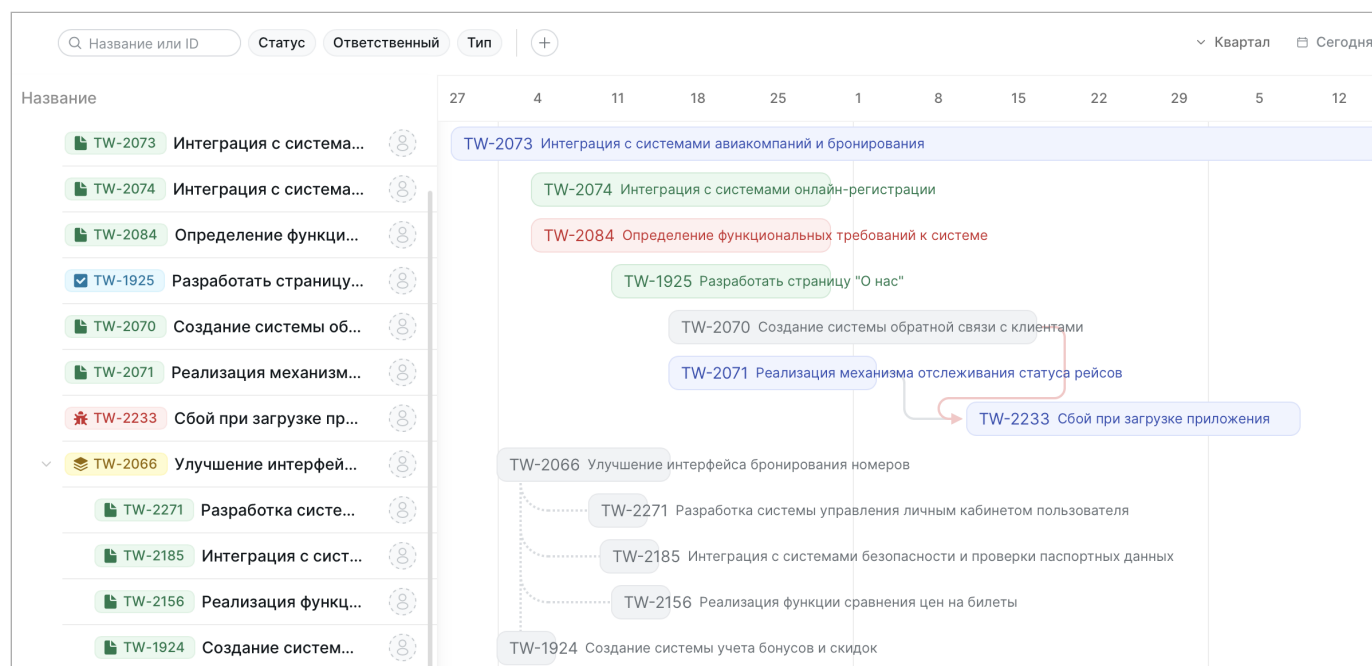 Название или ID Статус Ответственный Тип Квартал Сегодня
Название 27 4 11 18 25 1 8 15 22 29 5 12
TW-2073 Интеграция с система... TW-2073 Интеграция с системами авиакомпаний и бронирования
TW-2074 Интеграция с система... TW-2074 Интеграция с системами онлайн-регистрации
TW-2084 Определение функци... TW-2084 Определение функциональных требований к системе
TW-1925 Разработать страницу... TW-1925 Разработать страницу "О нас"
TW-2070 Создание системы об... TW-2070 Создание системы обратной связи с клиентами
TW-2071 Реализация механизм... TW-2071 Реализация механизма отслеживания статуса рейсов
TW-2233 Сбой при загрузке пр... TW-2233 Сбой при загрузке приложения
TW-2066 Улучшение интерфей... TW-2066 Улучшение интерфейса бронирования номеров
TW-2271 Разработка систе... TW-2271 Разработка системы управления личным кабинетом пользователя
TW-2185 Интеграция с сист... TW-2185 Интеграция с системами безопасности и проверки паспортных данных
TW-2156 Реализация функц... TW-2156 Реализация функции сравнения цен на билеты
TW-1924 Создание систем... TW-1924 Создание системы учета бонусов и скидок